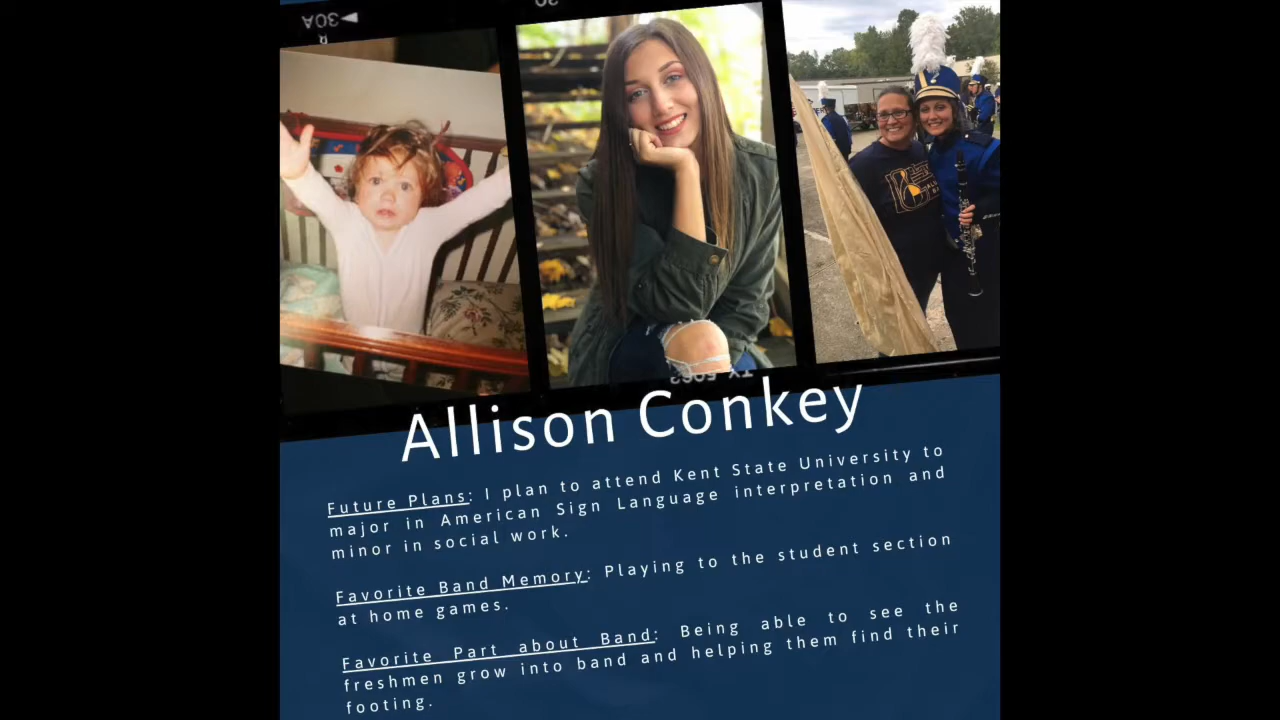 Allison Conkey
Future Plans: I plan to attend Kent State University to
major in American Sign Language interpretation and
minor in social work.
Favorite Band Memory: Playing to the student section
at home games.
Favorite Part about Band: Being able to see the
freshmen grow into band and helping them find their
footing.